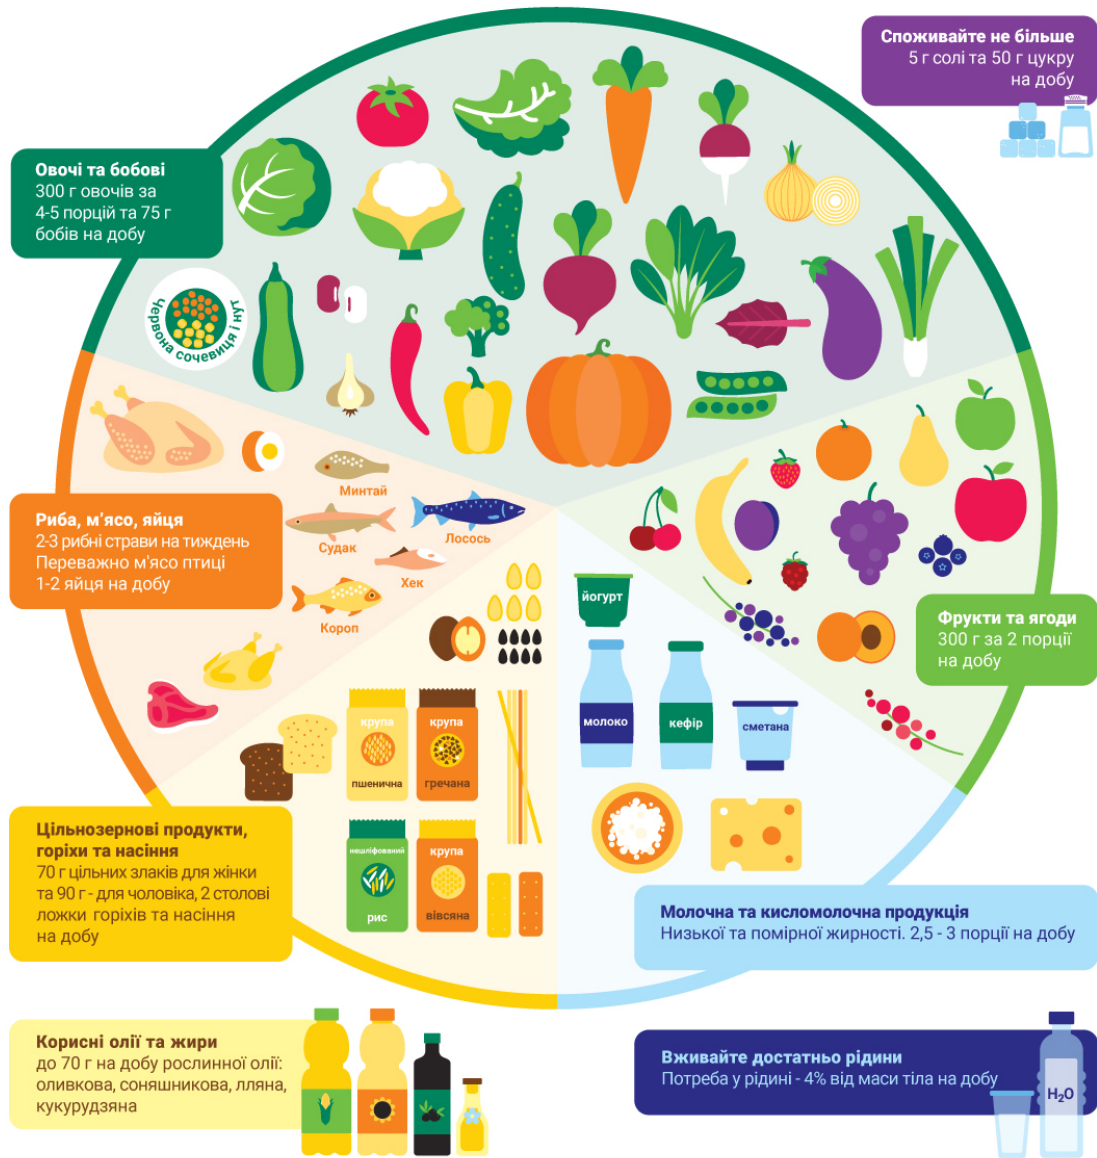 Споживайте не більше
5 г солі та 50 г цукру
на добу
Овочі та бобові
300 г овочів за
4-5 порцій та 75 г
бобів на добу
Червона сочевиця і нут
Риба, м'ясо, яйця
2-3 рибні страви на тиждень
Переважно м'ясо птиці
1-2 яйця на добу
Минтай
Лосось
Судак
Хек
Короп
йогурт
молоко
кефір
сметана
Фрукти та ягоди
300 г за 2 порції
на добу
крупа
пшенична
крупа
гречана
нешліфований
рис
крупа
вівсяна
Цільнозернові продукти,
горіхи та насіння
70 г цільних злаків для жінки
та 90 г - для чоловіка, 2 столові
ложки горіхів та насіння
на добу
Молочна та кисломолочна продукція
Низької та помірної жирності. 2,5 - 3 порції на добу
Корисні олії та жири
до 70 г на добу рослинної олії:
оливкова, соняшникова, лляна,
кукурудзяна
Вживайте достатньо рідини
Потреба у рідині - 4% від маси тіла на добу
H₂O